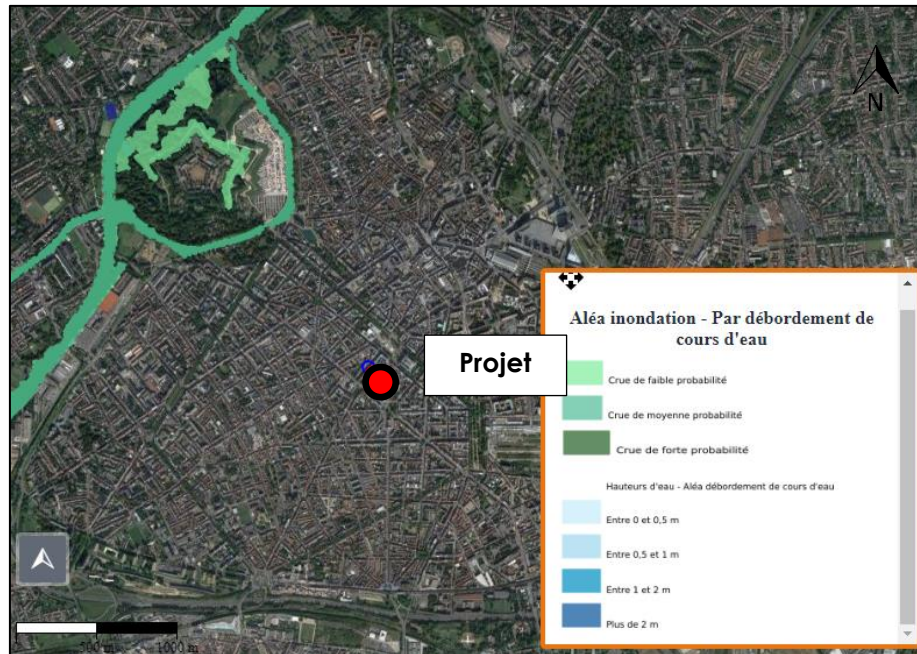 N
Projet
Aléa inondation - Par débordement de
cours d'eau
Crue de faible probabilité
Crue de moyenne probabilité
Crue de forte probabilité
Hauteurs d'eau - Aléa débordement de cours d'eau
Entre 0 et 0,5 m
Entre 0,5 et 1 m
Entre 1 et 2 m
Plus de 2 m
500 m 1000 m